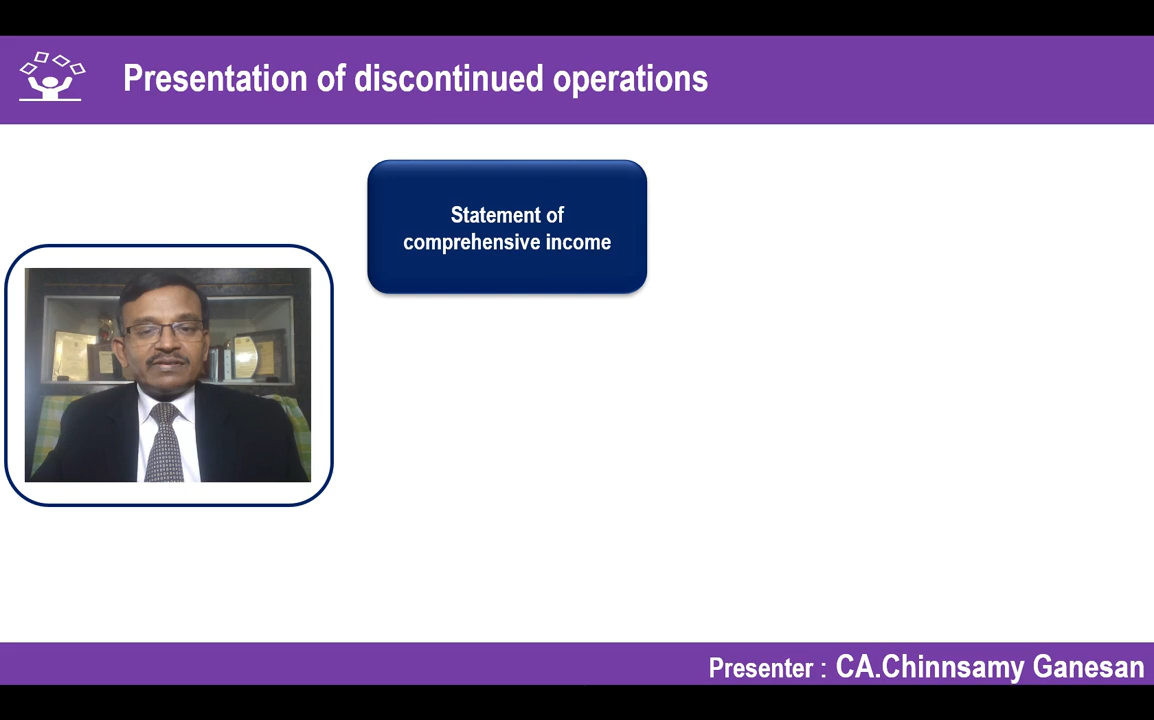 Presentation of discontinued operations
Statement of
comprehensive income
Presenter : CA.Chinnsamy Ganesan